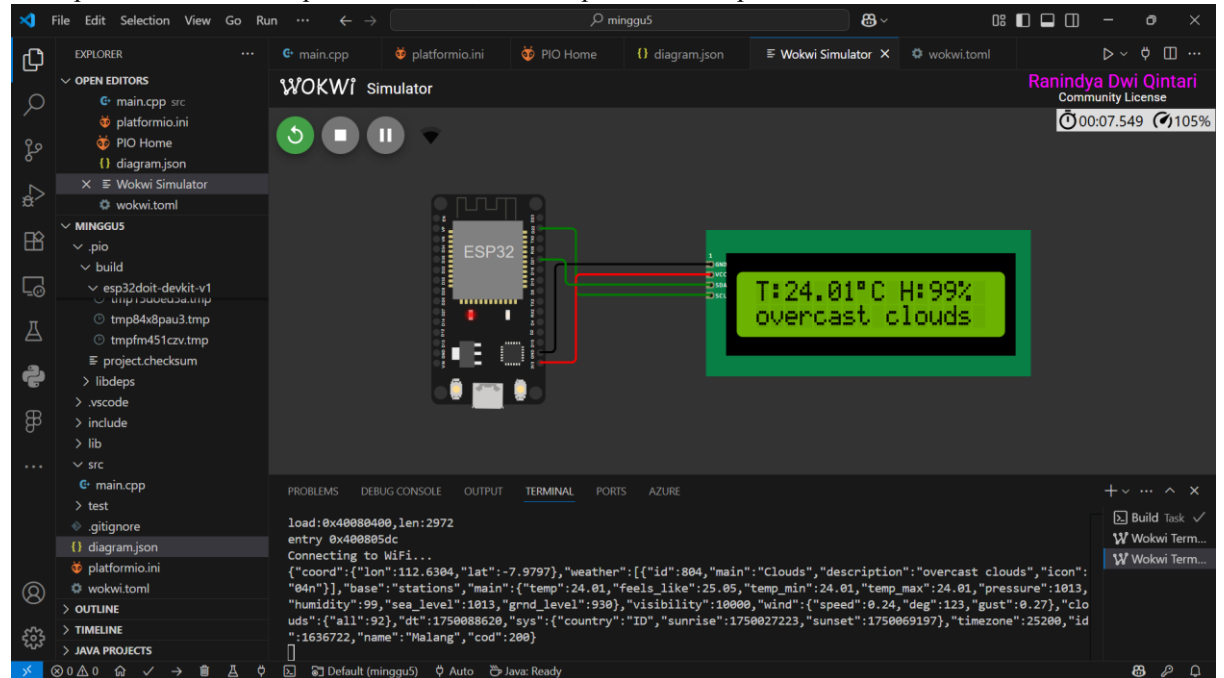 File Edit Selection View Go Run ··· minggu5
EXPLORER ···
main.cpp platformio.ini PIO Home {} diagram.json Wokwi Simulator wokwi.toml
OPEN EDITORS
main.cpp src
platformio.ini
PIO Home
{} diagram.json
Wokwi Simulator
wokwi.toml
MINGGU5
.pio
build
esp32doit-devkit-v1
tmp84x8pau3.tmp
tmpfm451czv.tmp
project.checksum
libdeps
.vscode
include
lib
src
main.cpp
test
.gitignore
{} diagram.json
platformio.ini
wokwi.toml
OUTLINE
TIMELINE
JAVA PROJECTS
WOKWI Simulator
Ranindya Dwi Qintari
Community License
00:07.549 105%
ESP32
1
GND
VCC
SDA
SCL
T:24.01°C H:99%
overcast clouds
PROBLEMS DEBUG CONSOLE OUTPUT TERMINAL PORTS AZURE
load:0x40080400,len:2972
entry 0x400805dc
Connecting to WiFi...
{"coord":{"lon":112.6304,"lat":-7.9797},"weather":[{"id":804,"main":"Clouds","description":"overcast clouds","icon":
"04n"}],"base":"stations","main":{"temp":24.01,"feels_like":25.05,"temp_min":24.01,"temp_max":24.01,"pressure":1013,
"humidity":99,"sea_level":1013,"grnd_level":930},"visibility":10000,"wind":{"speed":0.24,"deg":123,"gust":0.27},"clo
uds":{"all":92},"dt":1750088620,"sys":{"country":"ID","sunrise":1750027223,"sunset":1750069197},"timezone":25200,"id
":1636722,"name":"Malang","cod":200}
Build Task
Wokwi Term...
Wokwi Term...
0 0 0 Default (minggu5) Auto Java: Ready